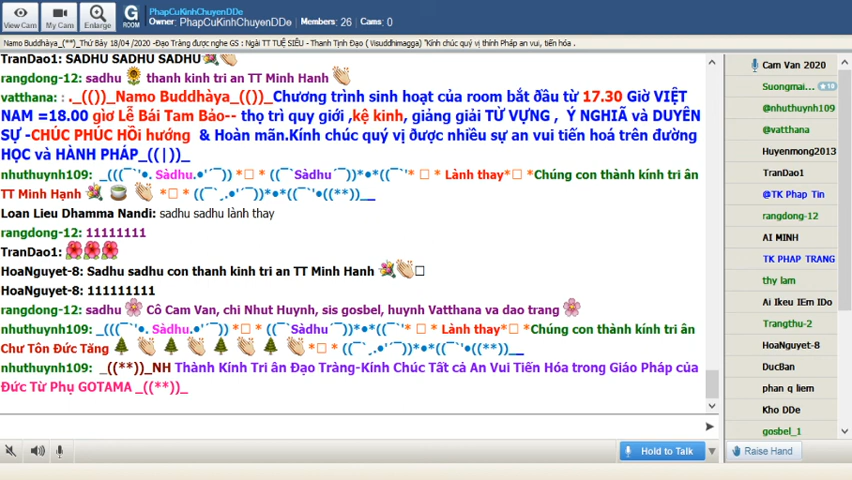 View Cam
My Cam
Enlarge
G
ROOM
PhapCuKinhChuyenDDe
Owner: PhapCuKinhChuyenDDe Members: 26 Cams: 0
Namo Buddhàya_(**)_Thứ Bảy 18/04 /2020 -Đạo Tràng được nghe GS : Ngài TT TUỆ SIÊU - Thanh Tịnh Đạo ( Visuddhimagga) "Kính chúc quý vị thính Pháp an vui, tiến hóa .
TranDao1: SADHU SADHU SADHU
rangdong-12: sadhu 🌻 thanh kinh tri an TT Minh Hanh 👏
vatthana: : ._(())_Namo Buddhàya_(())_Chương trình sinh hoạt của room bắt đầu từ 17.30 Giờ VIỆT
NAM =18.00 giơ Lễ Bái Tam Bảo-- thọ trì quy giới ,kệ kinh, giảng giải TỪ VỰNG , Ý NGHĨA và DUYÊN
SỰ -CHÚC PHÚC HỒi hướng & Hoàn mãn.Kính chúc quý vị được nhiều sự an vui tiến hoá trên đường
HỌC và HÀNH PHÁP_((|))_
nhuthuynh109: _(((¯`'•. Sàdhu.•'´¯)) *□ * ((¯`Sàdhu´¯))*•*((¯`'* □ * Lành thay*□ *Chúng con thành kính tri ân
TT Minh Hạnh 💐 🍵 👏 *□ * ((¯`¸.•'´¯)*•*((¯`'•(**))_ _
Loan Lieu Dhamma Nandi: sadhu sadhu lành thay
rangdong-12: 11111111
TranDao1: 🌺🌺🌺
HoaNguyet-8: Sadhu sadhu con thanh kinh tri an TT Minh Hanh 💐👏□
HoaNguyet-8: 111111111
rangdong-12: sadhu 🌸 Cô Cam Van, chi Nhut Huynh, sis gosbel, huynh Vatthana va dao trang 🌸
nhuthuynh109: _(((¯`'•. Sàdhu.•'´¯)) *□ * ((¯`Sàdhu´¯))*•*((¯`'* □ * Lành thay*□ *Chúng con thành kính tri ân
Chư Tôn Đức Tăng 🌲 👏 🌲 👏 🌲 👏 🌲 👏 *□ * ((¯`¸.•'´¯)*•*((¯`'•(**))_ _
nhuthuynh109: _((**))_NH Thành Kính Tri ân Đạo Tràng-Kính Chúc Tất cả An Vui Tiến Hóa trong Giáo Pháp của
Đức Từ Phụ GOTAMA _((**))_
Hold to Talk
Cam Van 2020
Suongmai...
10
@nhuthuynh109
@vatthana
Huyenmong2013
TranDao1
@TK Phap Tin
rangdong-12
AI MINH
TK PHAP TRANG
thy lam
Ai Ikeu IEm IDo
Trangthu-2
HoaNguyet-8
DucBan
phan q liem
Kho DDe
gosbel_1
Raise Hand